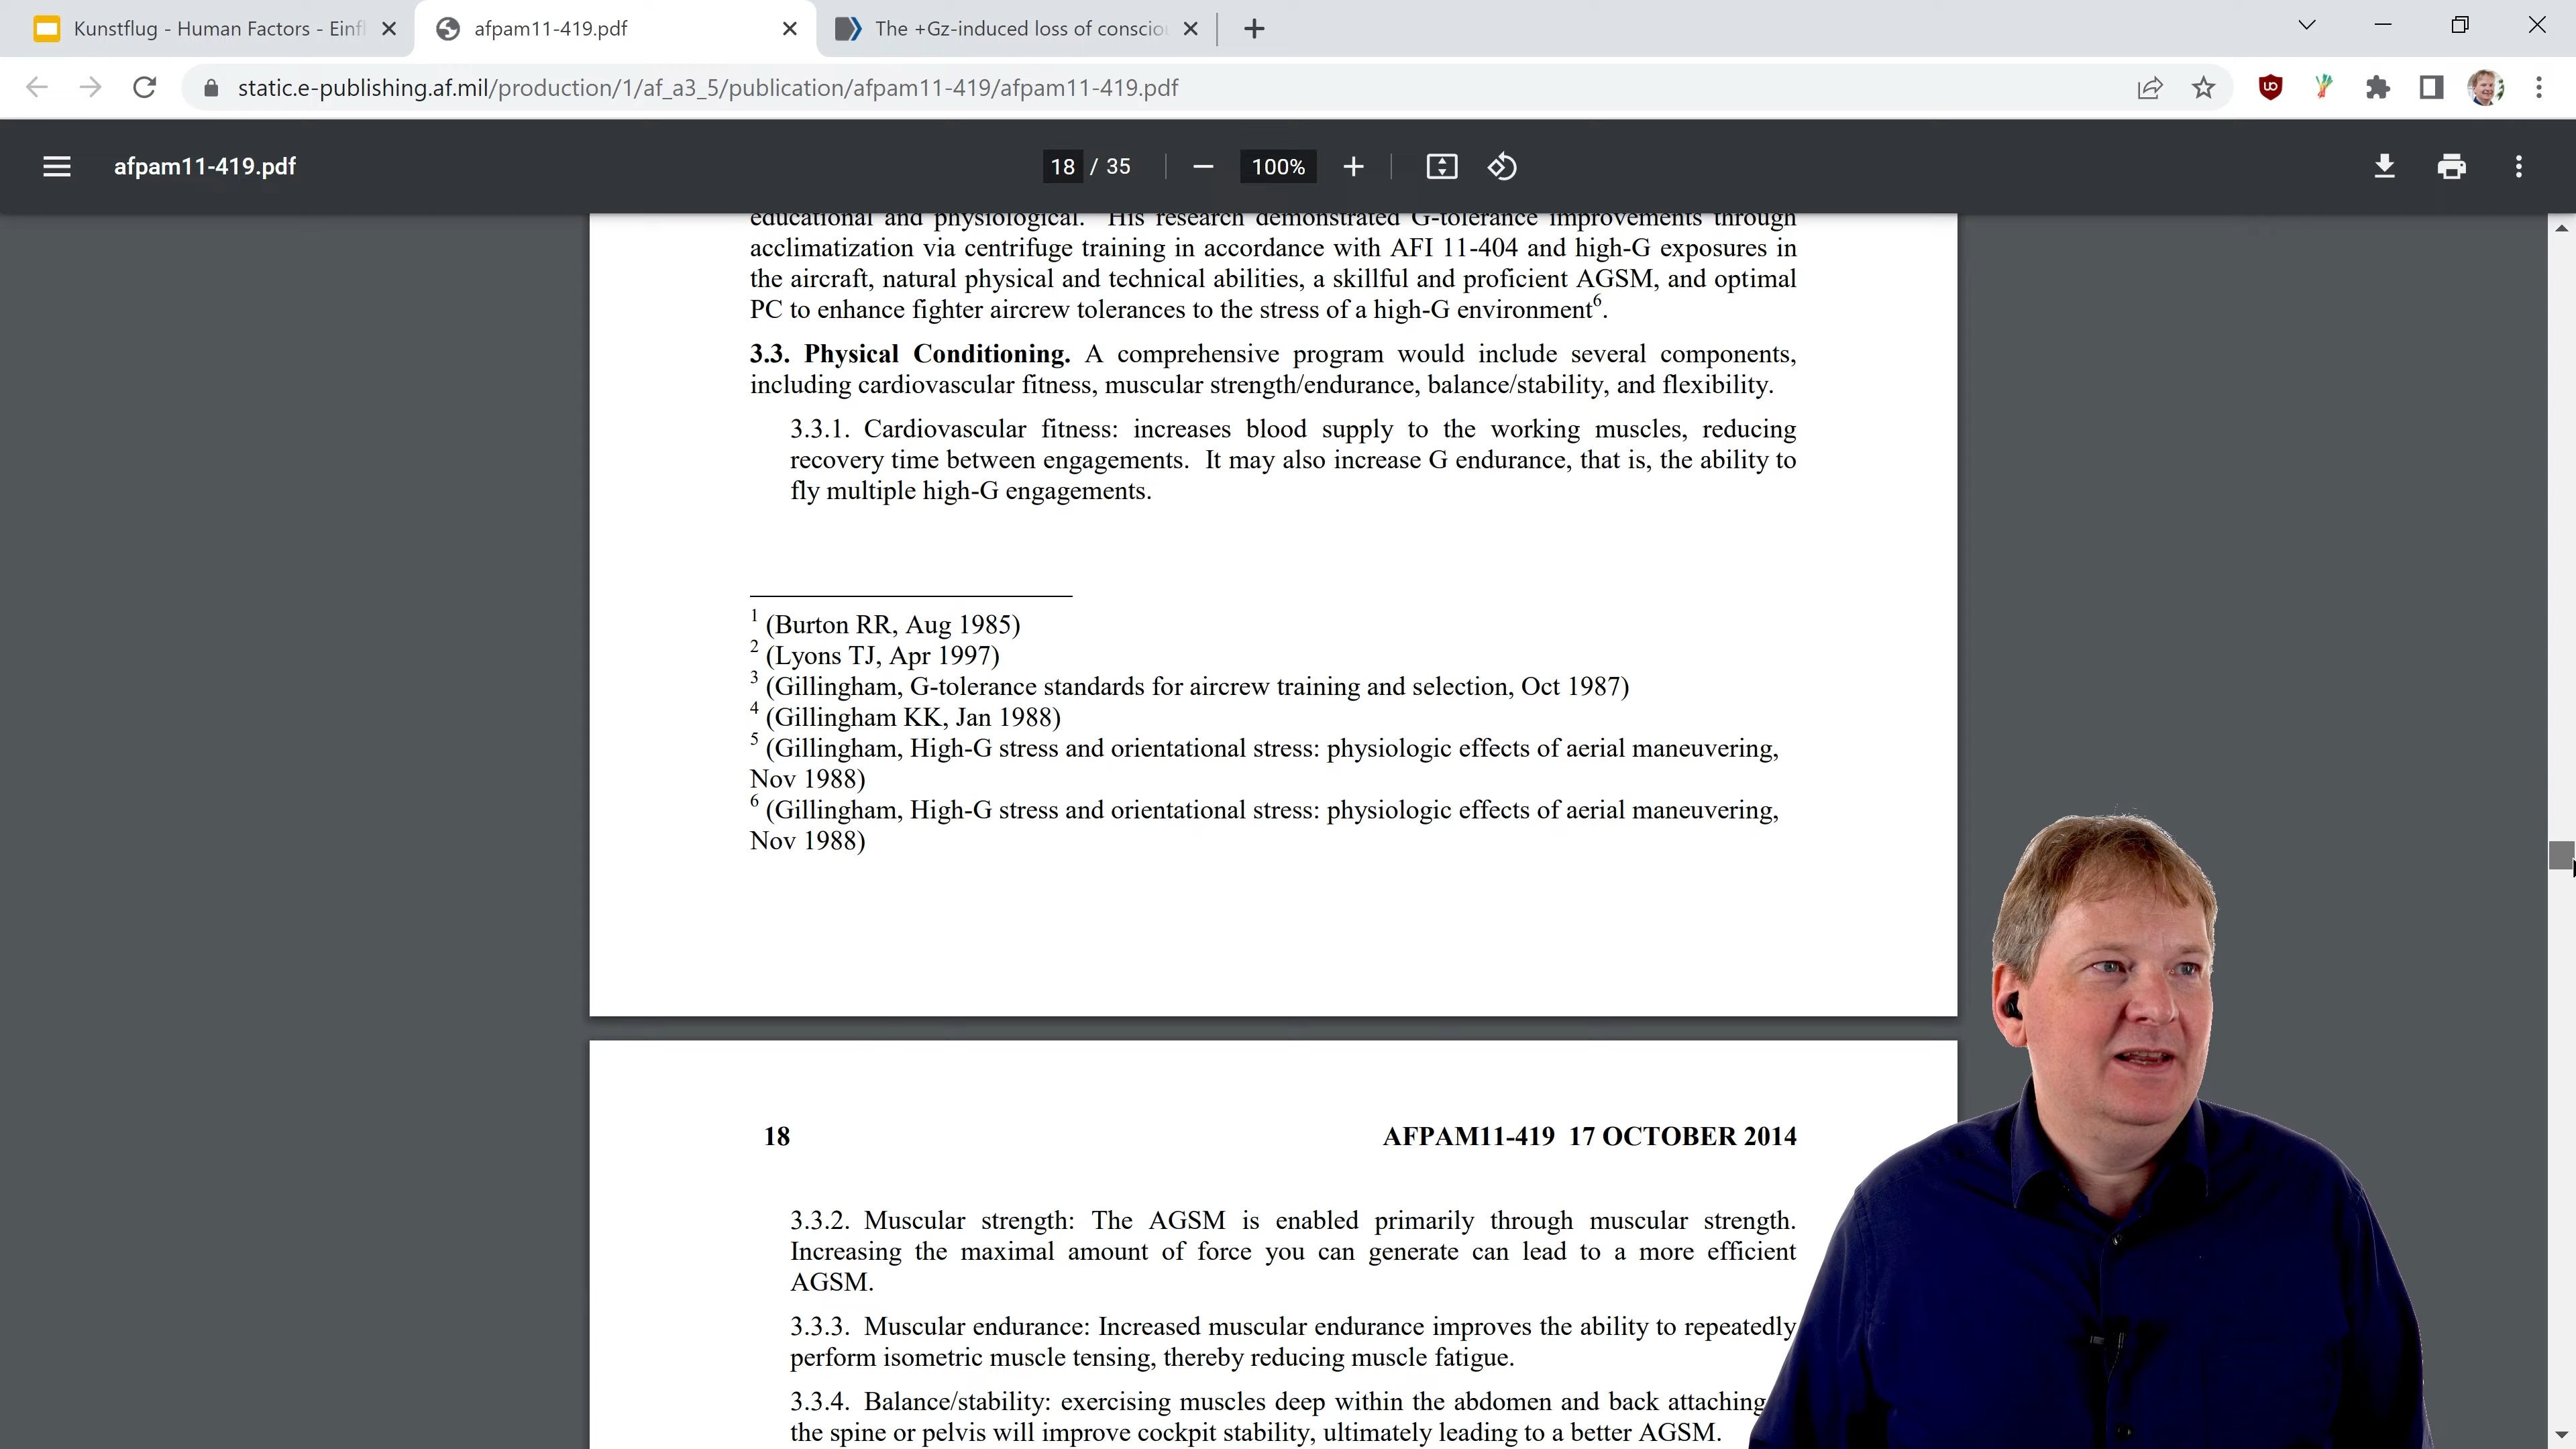 Kunstflug - Human Factors - Einfl
afpam11-419.pdf
The +Gz-induced loss of consciou
static.e-publishing.af.mil/production/1/af_a3_5/publication/afpam11-419/afpam11-419.pdf
afpam11-419.pdf
18 / 35
100%
educational and physiological. His research demonstrated G-tolerance improvements through
acclimatization via centrifuge training in accordance with AFI 11-404 and high-G exposures in
the aircraft, natural physical and technical abilities, a skillful and proficient AGSM, and optimal
PC to enhance fighter aircrew tolerances to the stress of a high-G environment6.
3.3. Physical Conditioning. A comprehensive program would include several components,
including cardiovascular fitness, muscular strength/endurance, balance/stability, and flexibility.
3.3.1. Cardiovascular fitness: increases blood supply to the working muscles, reducing
recovery time between engagements. It may also increase G endurance, that is, the ability to
fly multiple high-G engagements.
1 (Burton RR, Aug 1985)
2 (Lyons TJ, Apr 1997)
3 (Gillingham, G-tolerance standards for aircrew training and selection, Oct 1987)
4 (Gillingham KK, Jan 1988)
5 (Gillingham, High-G stress and orientational stress: physiologic effects of aerial maneuvering,
Nov 1988)
6 (Gillingham, High-G stress and orientational stress: physiologic effects of aerial maneuvering,
Nov 1988)
18 AFPAM11-419 17 OCTOBER 2014
3.3.2. Muscular strength: The AGSM is enabled primarily through muscular strength.
Increasing the maximal amount of force you can generate can lead to a more efficient
AGSM.
3.3.3. Muscular endurance: Increased muscular endurance improves the ability to repeatedly
perform isometric muscle tensing, thereby reducing muscle fatigue.
3.3.4. Balance/stability: exercising muscles deep within the abdomen and back attaching
the spine or pelvis will improve cockpit stability, ultimately leading to a better AGSM.